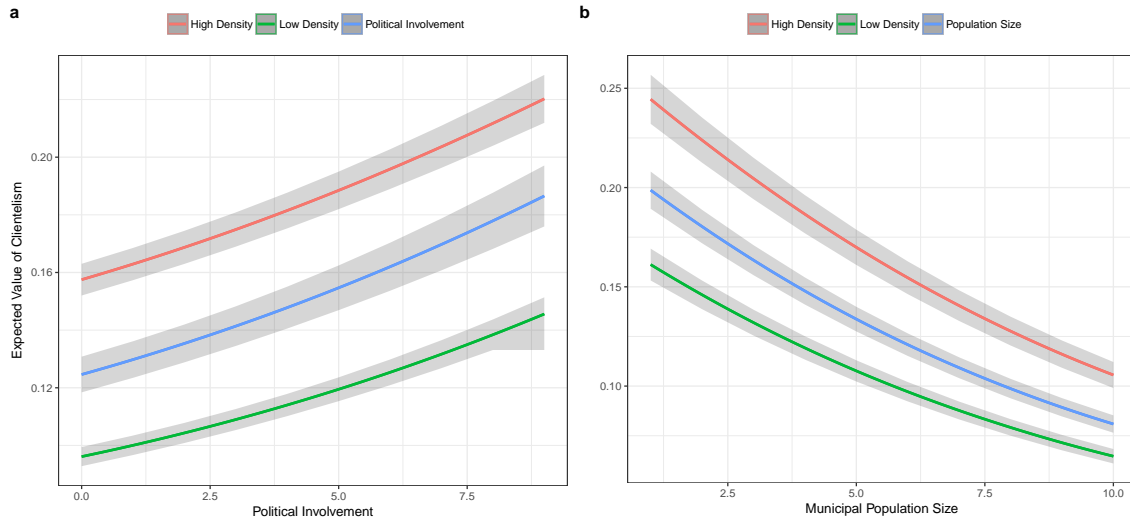 a
High Density Low Density Political Involvement
Expected Value of Clientelism
0.20
0.16
0.12
0.0 2.5 5.0 7.5
Political Involvement
b
High Density Low Density Population Size
0.25
0.20
0.15
0.10
2.5 5.0 7.5 10.0
Municipal Population Size